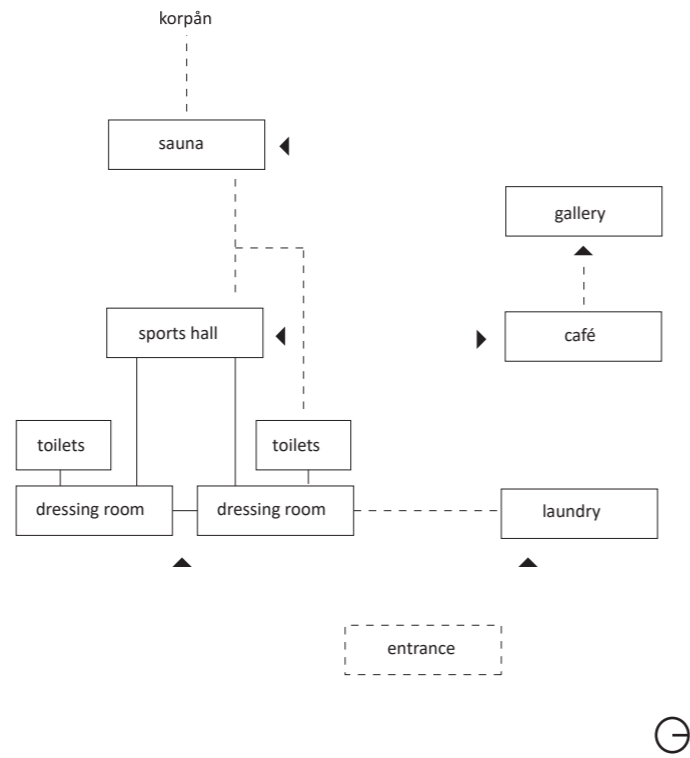 korpån
sauna
gallery
sports hall
café
toilets
toilets
dressing room
dressing room
laundry
entrance